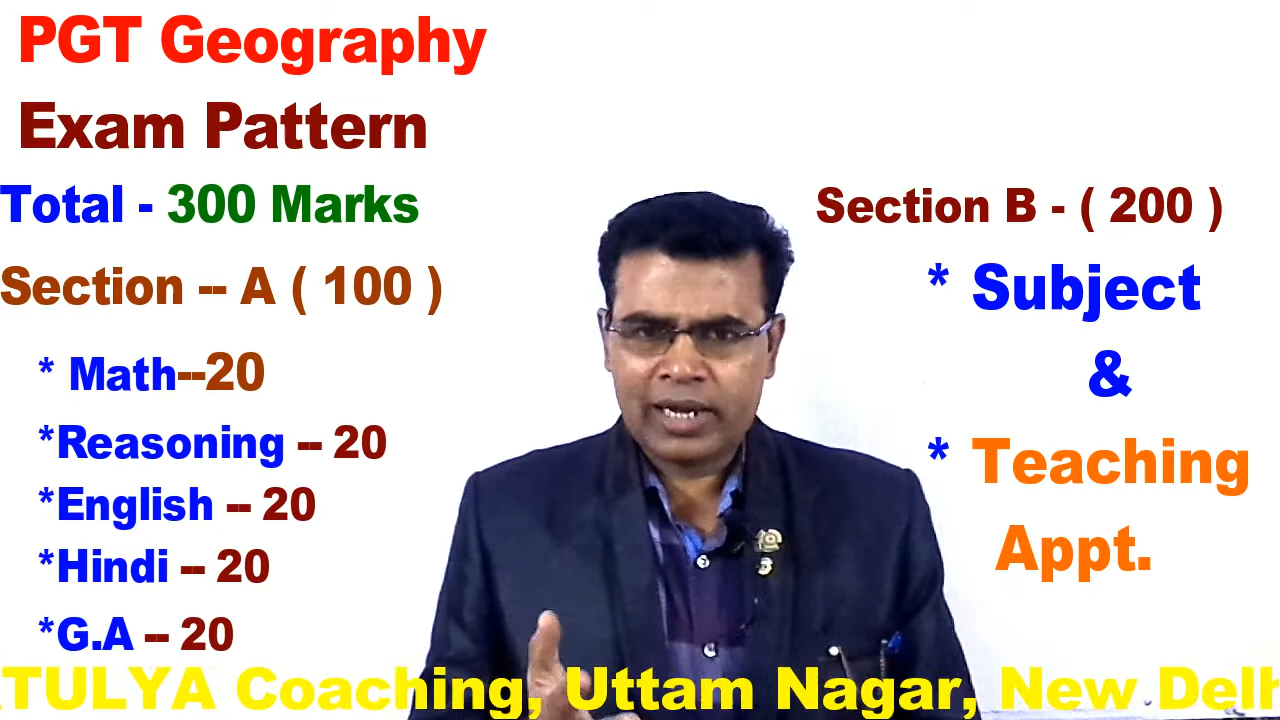 PGT Geography
Exam Pattern
Total - 300 Marks
Section -- A ( 100 )
* Math--20
*Reasoning -- 20
*English -- 20
*Hindi -- 20
*G.A -- 20
Section B - ( 200 )
* Subject
&
* Teaching
Appt.
TULYA Coaching, Uttam Nagar, New Delh